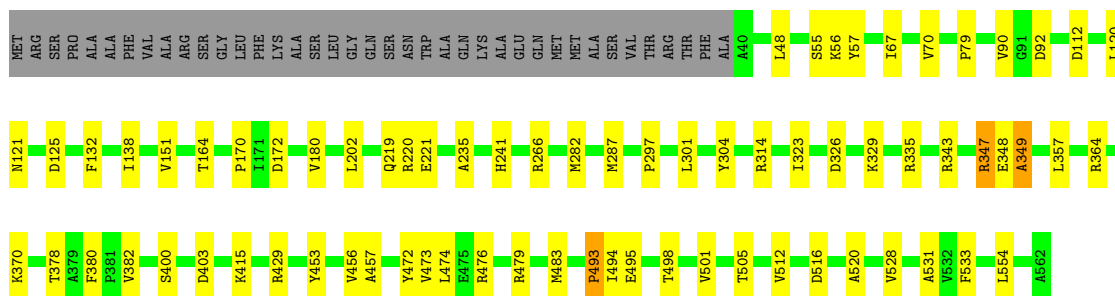 MET ARG SER PRO ALA ALA PHE VAL ALA ARG SER GLY LEU PHE LYS ALA SER LEU GLY GLN SER ASN TRP ALA GLN LYS ALA GLU GLN MET MET ALA SER VAL THR ARG THR PHE ALA A40 L48 S55 K56 Y57 I67 V70 P79 V90 G91 D92 D112 L120
N121 D125 F132 I138 V151 T164 P170 I171 D172 V180 L202 Q219 R220 E221 A235 H241 R266 M282 M287 P297 L301 Y304 R314 I323 D326 K329 R335 R343 R347 E348 A349 L357 R364
K370 T378 A379 F380 P381 V382 S400 D403 K415 R429 Y453 V456 A457 Y472 V473 L474 E475 R476 R479 M483 P493 I494 E495 T498 V501 T505 V512 D516 A520 V528 A531 V532 F533 L554 A562